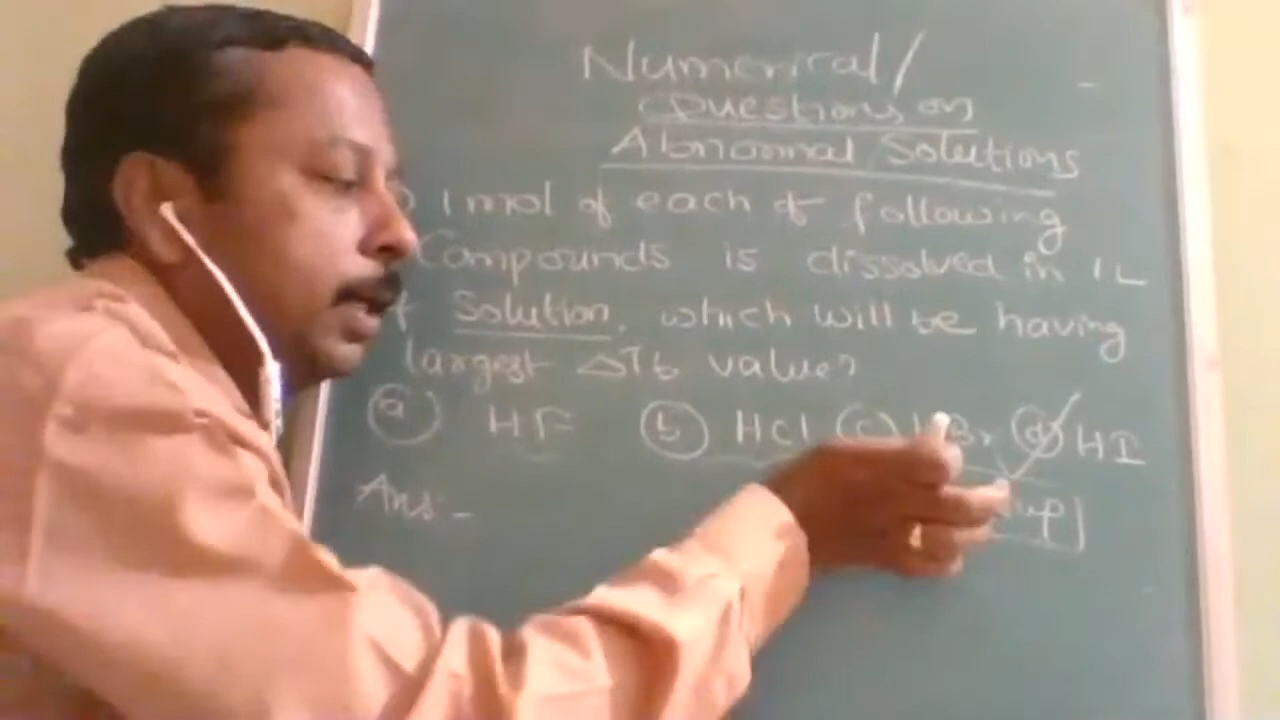 Numerical/
Questions on
Abnormal Solutions
1 mol of each of following
Compounds is dissolved in 1L
Solution, which will be having
largest ΔTb value?
(a) HF (b) HCl (c) HBr (d) HI
Ans:-